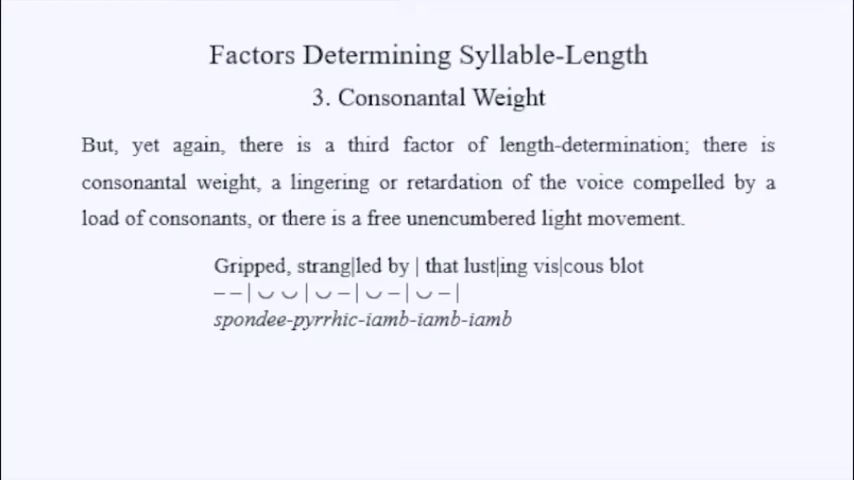 Factors Determining Syllable-Length
3. Consonantal Weight
But, yet again, there is a third factor of length-determination; there is
consonantal weight, a lingering or retardation of the voice compelled by a
load of consonants, or there is a free unencumbered light movement.
Gripped, strang|led by | that lust|ing vis|cous blot
– – | ⏑ ⏑ | ⏑ – | ⏑ – | ⏑ – |
spondee-pyrrhic-iamb-iamb-iamb